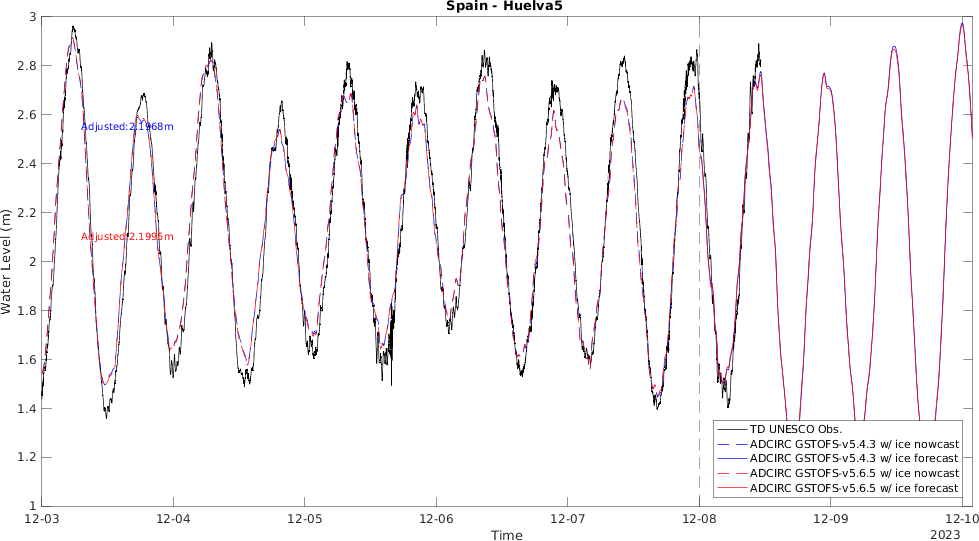 Spain - Huelva5
Water Level (m)
3
2.8
2.6
2.4
2.2
2
1.8
1.6
1.4
1.2
1
Adjusted:2.1968m
Adjusted:2.1995m
TD UNESCO Obs.
ADCIRC GSTOFS-v5.4.3 w/ ice nowcast
ADCIRC GSTOFS-v5.4.3 w/ ice forecast
ADCIRC GSTOFS-v5.6.5 w/ ice nowcast
ADCIRC GSTOFS-v5.6.5 w/ ice forecast
12-03 12-04 12-05 12-06 12-07 12-08 12-09 12-10
Time
2023